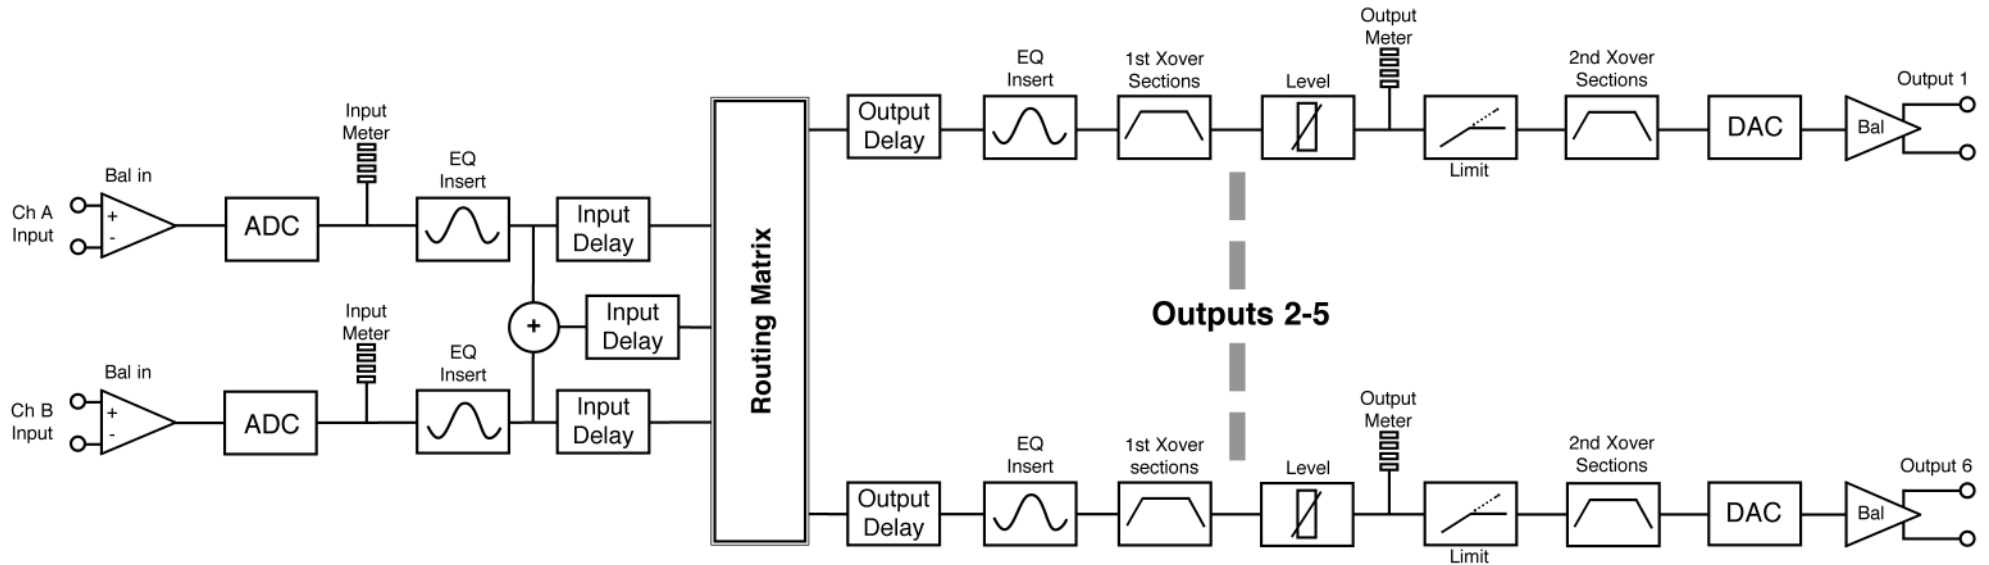 Output
Meter
EQ
Insert
1st Xover
Sections
Level
2nd Xover
Sections
Output 1
Output
Delay
DAC
Bal
Limit
Input
Meter
EQ
Insert
Bal in
Ch A
Input
+
-
ADC
Input
Delay
Routing Matrix
+
Input
Delay
Outputs 2-5
Input
Meter
EQ
Insert
Bal in
Ch B
Input
+
-
ADC
Input
Delay
Output
Meter
EQ
Insert
1st Xover
sections
Level
2nd Xover
Sections
Output 6
Output
Delay
DAC
Bal
Limit